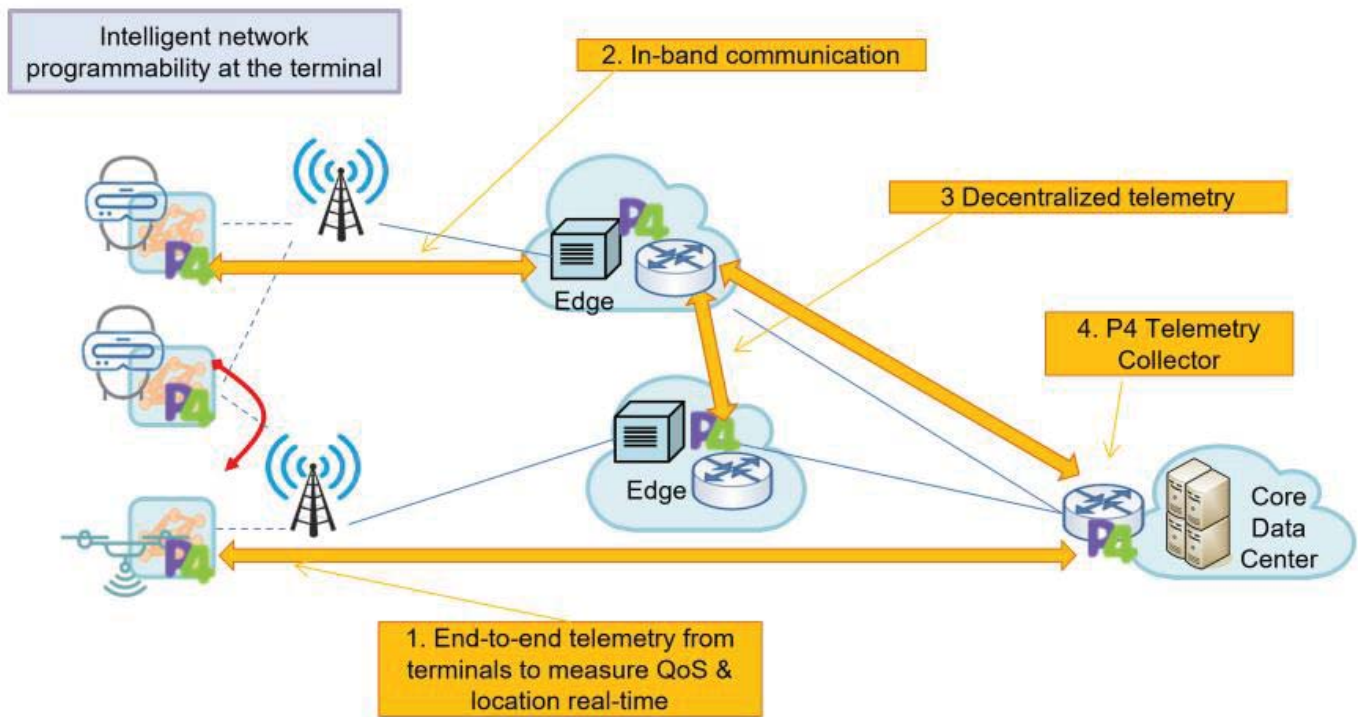 Intelligent network
programmability at the terminal
2. In-band communication
3 Decentralized telemetry
P4
P4
Edge
4. P4 Telemetry
Collector
P4
P4
Edge
Core
Data
Center
P4
P4
1. End-to-end telemetry from
terminals to measure QoS &
location real-time